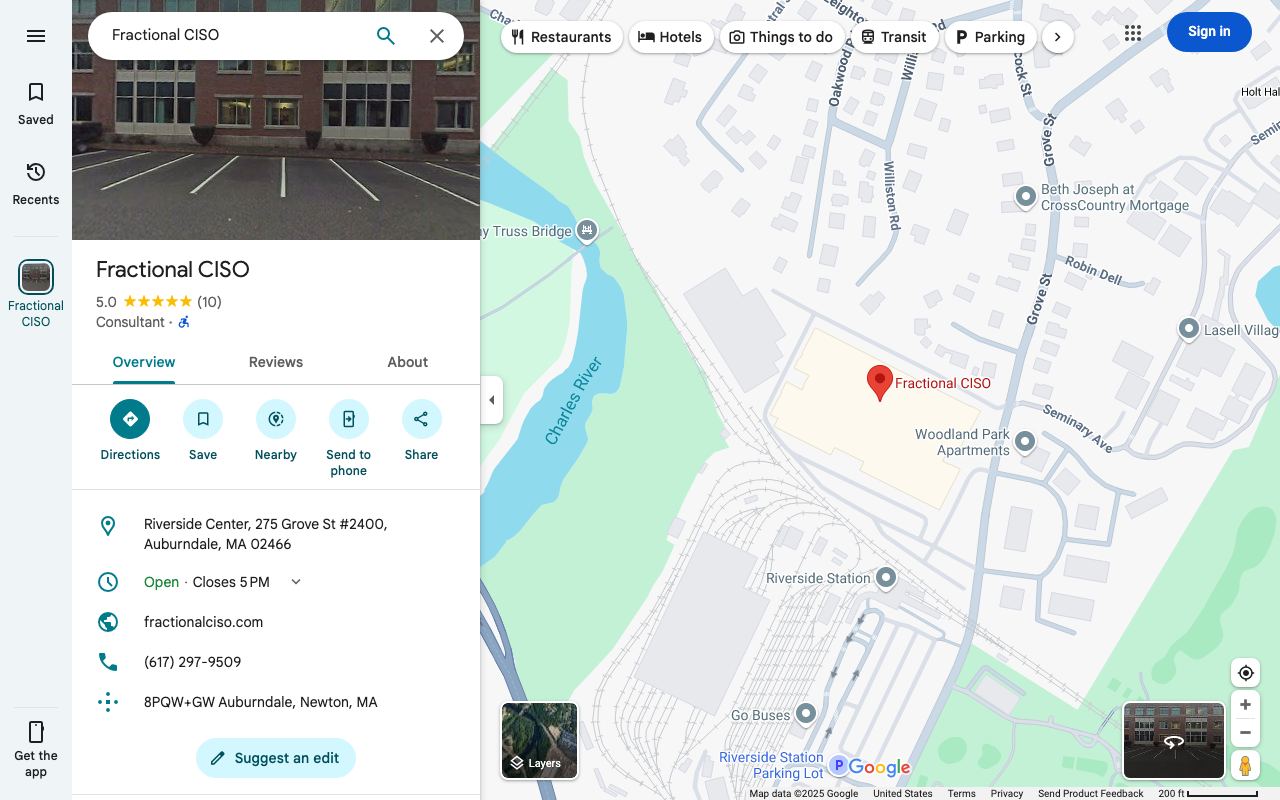 Fractional CISO
Saved
Recents
Fractional
CISO
Get the
app
Fractional CISO
5.0 (10)
Consultant ·
Overview
Reviews
About
Directions
Save
Nearby
Send to
phone
Share
Riverside Center, 275 Grove St #2400,
Auburndale, MA 02466
Open · Closes 5 PM
fractionalciso.com
(617) 297-9509
8PQW+GW Auburndale, Newton, MA
Suggest an edit
Restaurants
Hotels
Things to do
Transit
Parking
Sign in
Holt Hal
Grove St
Williston Rd
Beth Joseph at
CrossCountry Mortgage
ny Truss Bridge
Robin Dell
Grove St
Lasell Villag
Charles River
Fractional CISO
Seminary Ave
Woodland Park
Apartments
Riverside Station
Go Buses
Riverside Station
Parking Lot
P
Google
Layers
Map data ©2025 Google
United States
Terms
Privacy
Send Product Feedback
200 ft